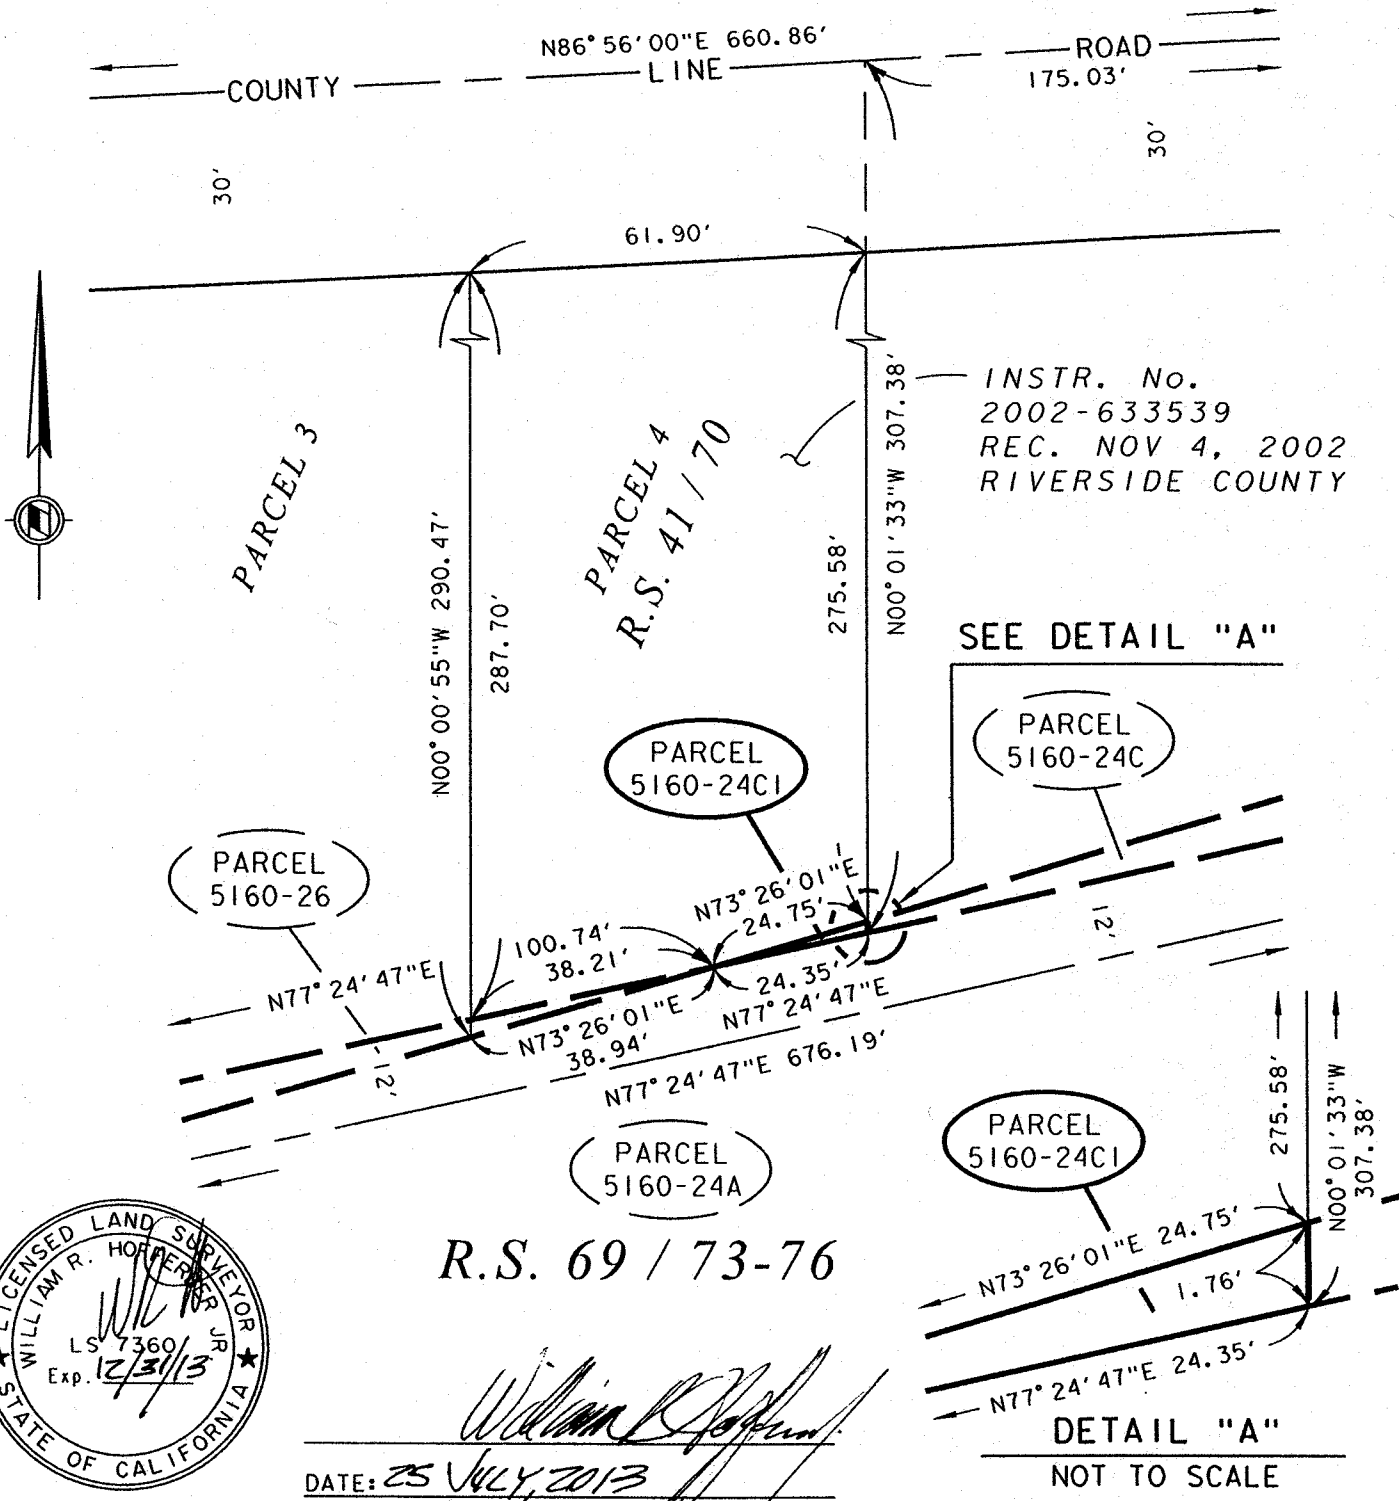 N86°56'00"E 660.86'
COUNTY LINE ROAD
175.03'
30'
30'
61.90'
INSTR. No.
2002-633539
REC. NOV 4, 2002
RIVERSIDE COUNTY
PARCEL 3
PARCEL 4
R.S. 41 / 70
N00°00'55"W 290.47'
287.70'
275.58'
N00°01'33"W 307.38'
SEE DETAIL "A"
PARCEL
5160-24C1
PARCEL
5160-24C
PARCEL
5160-26
N73°26'01"E
24.75'
100.74'
38.21'
N77°24'47"E
24.35'
N77°24'47"E
N73°26'01"E
38.94'
N77°24'47"E 676.19'
12'
12'
PARCEL
5160-24A
R.S. 69 / 73-76
PARCEL
5160-24C1
275.58'
N00°01'33"W
307.38'
N73°26'01"E 24.75'
1.76'
N77°24'47"E 24.35'
DETAIL "A"
NOT TO SCALE
LICENSED LAND SURVEYOR
WILLIAM R. HOFFERBER JR.
LS 7360
Exp. 12/31/13
STATE OF CALIFORNIA
DATE: 25 JULY, 2013